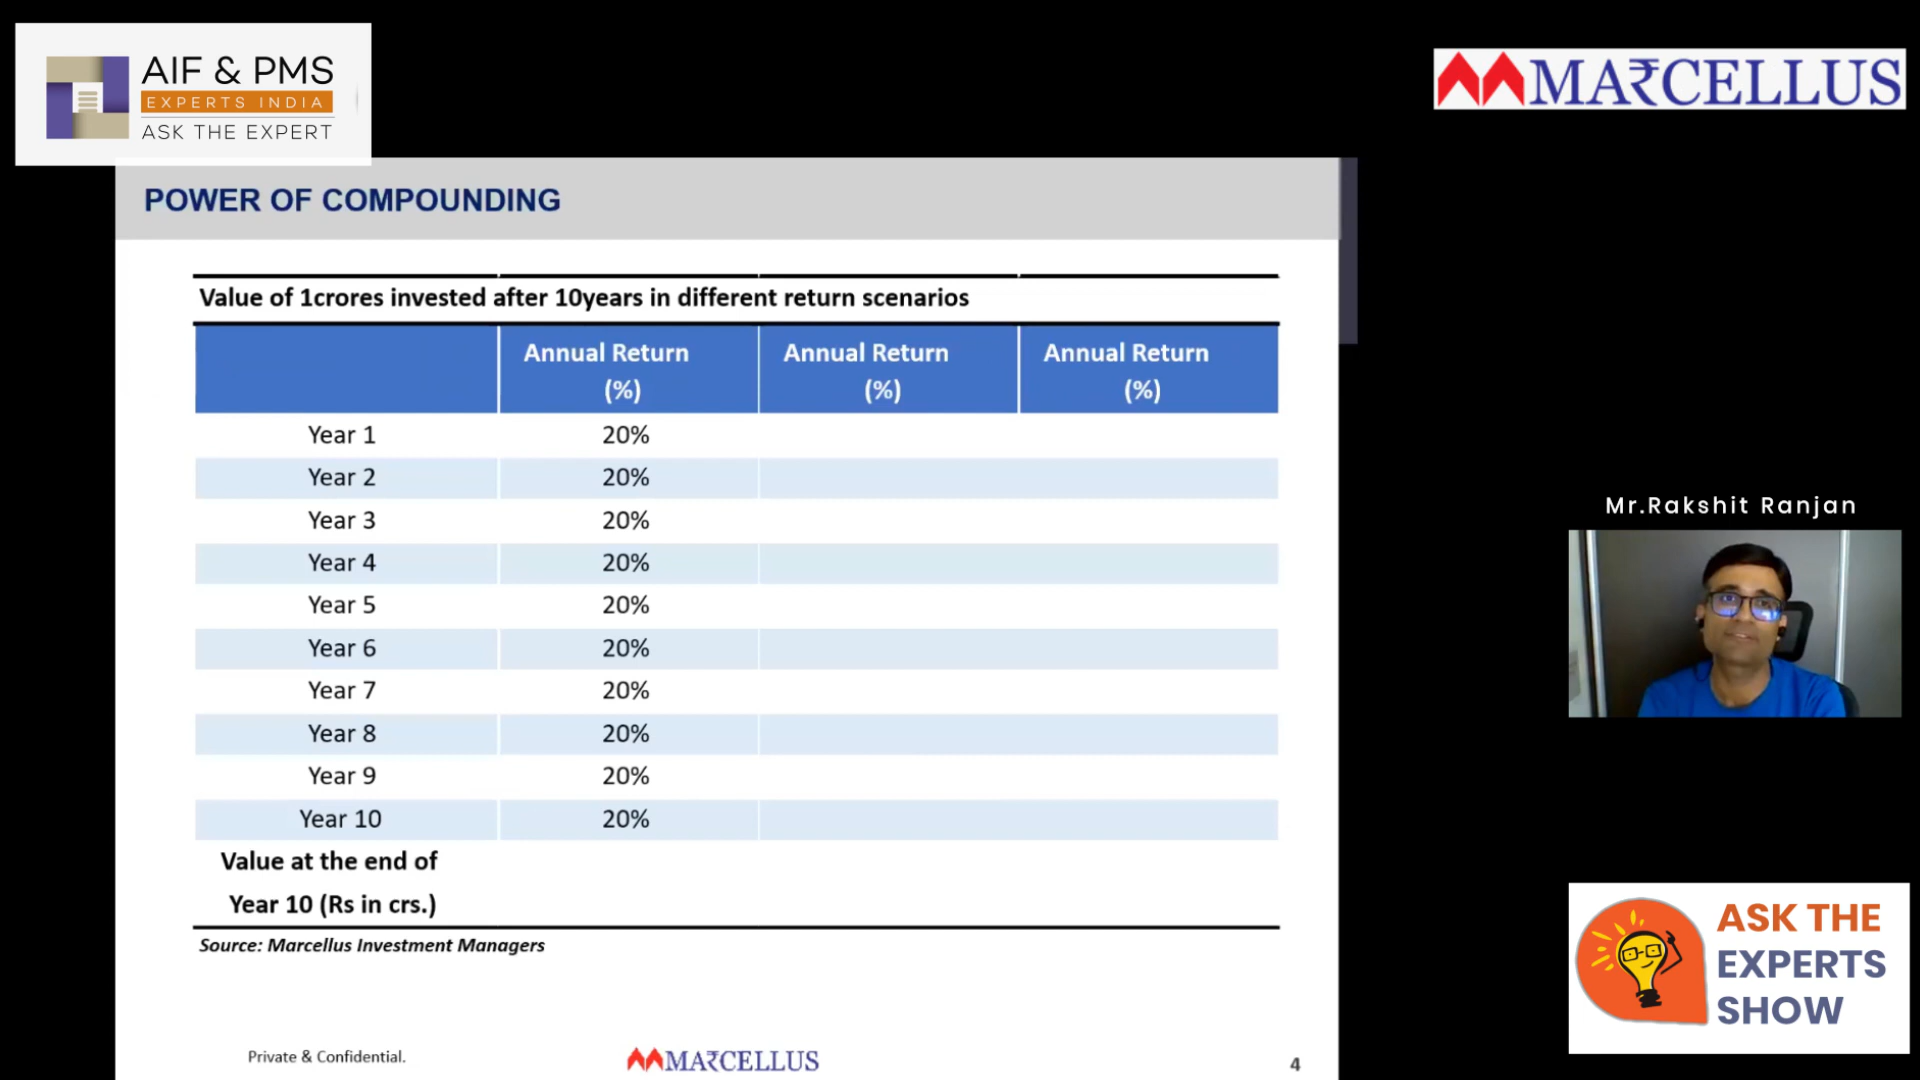 AIF & PMS
EXPERTS INDIA
ASK THE EXPERT
MARCELLUS
POWER OF COMPOUNDING
Value of 1crores invested after 10years in different return scenarios
Annual Return (%) Annual Return (%) Annual Return (%)
Year 1 20%
Year 2 20%
Year 3 20%
Year 4 20%
Year 5 20%
Year 6 20%
Year 7 20%
Year 8 20%
Year 9 20%
Year 10 20%
Value at the end of
Year 10 (Rs in crs.)
Source: Marcellus Investment Managers
Private & Confidential.
MARCELLUS
4
Mr.Rakshit Ranjan
ASK THE
EXPERTS
SHOW